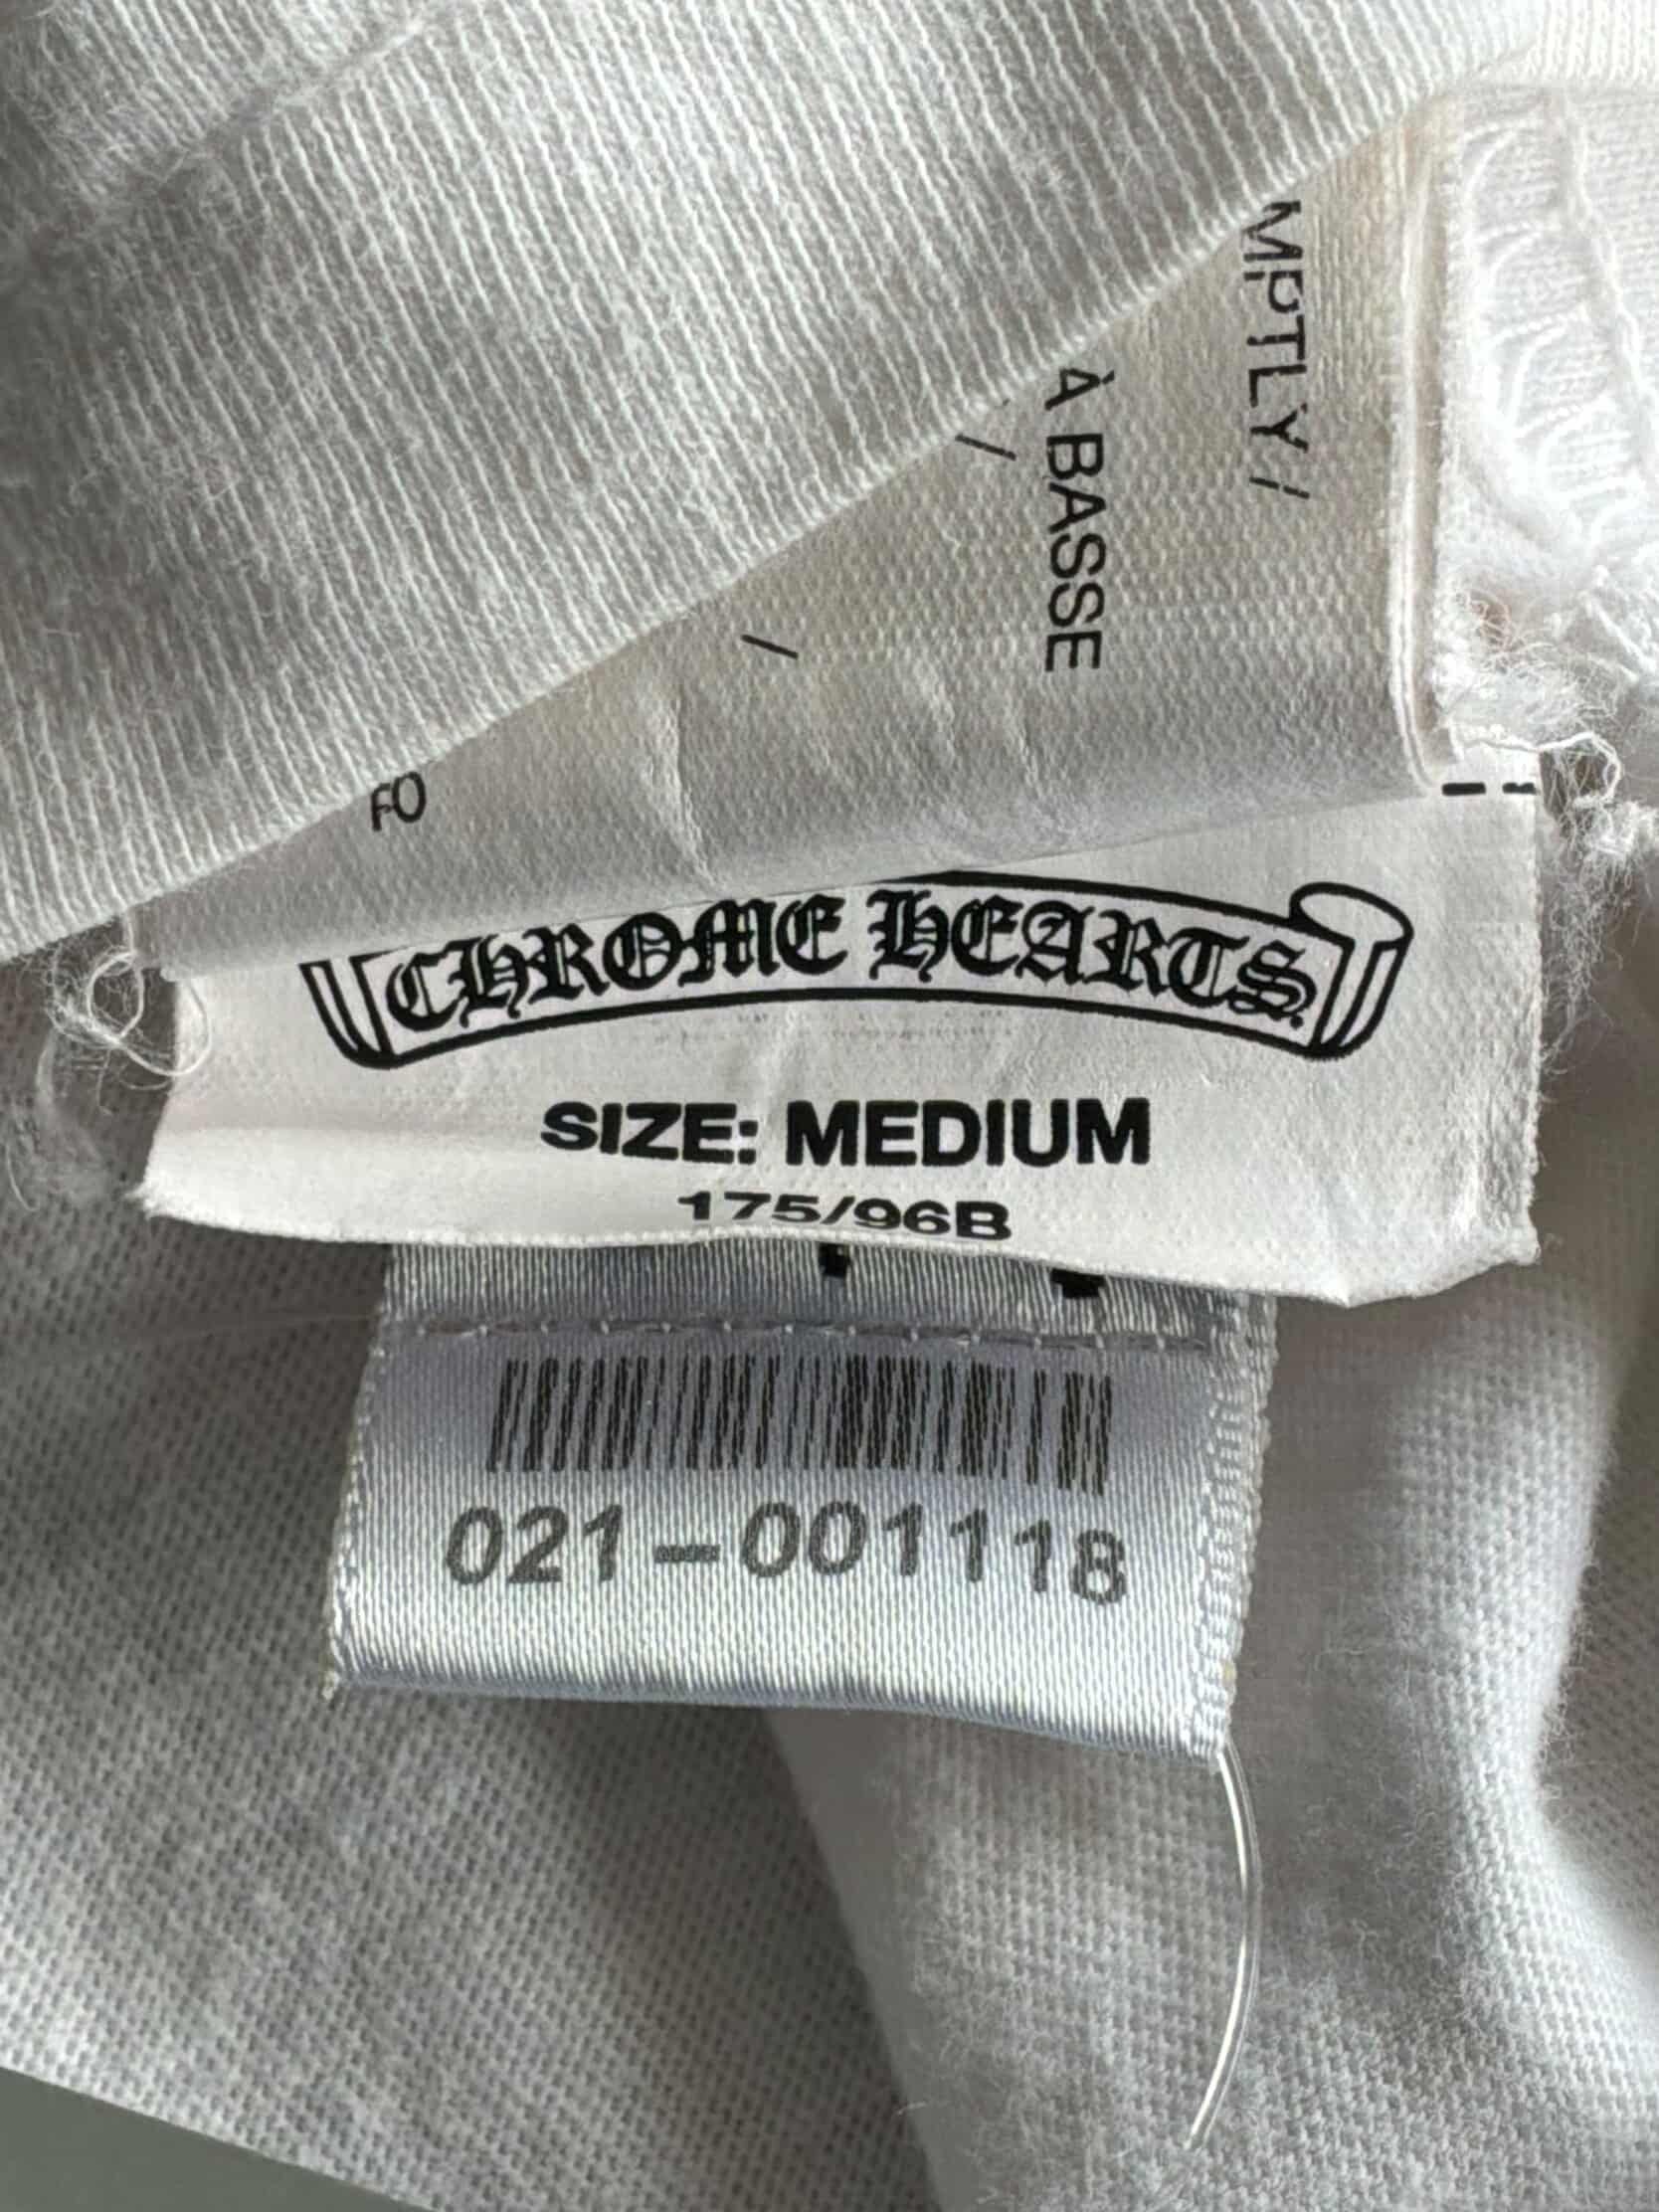 MPTLY /
À BASSE
/
/
FO
CHROME HEARTS
SIZE: MEDIUM
175/96B
021-001118